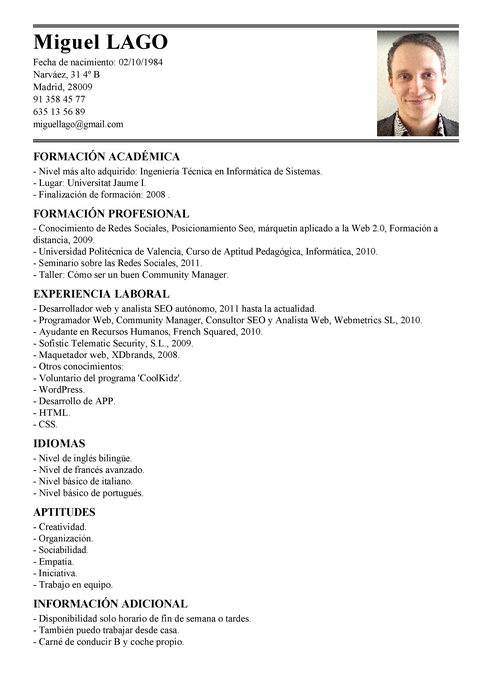 Miguel LAGO
Fecha de nacimiento: 02/10/1984
Narváez, 31 4º B
Madrid, 28009
91 358 45 77
635 13 56 89
miguellago@gmail.com
FORMACIÓN ACADÉMICA
- Nivel más alto adquirido: Ingeniería Técnica en Informática de Sistemas.
- Lugar: Universitat Jaume I.
- Finalización de formación: 2008 .
FORMACIÓN PROFESIONAL
- Conocimiento de Redes Sociales, Posicionamiento Seo, márquetin aplicado a la Web 2.0, Formación a
distancia, 2009.
- Universidad Politécnica de Valencia, Curso de Aptitud Pedagógica, Informática, 2010.
- Seminario sobre las Redes Sociales, 2011.
- Taller: Cómo ser un buen Community Manager.
EXPERIENCIA LABORAL
- Desarrollador web y analista SEO autónomo, 2011 hasta la actualidad.
- Programador Web, Community Manager, Consultor SEO y Analista Web, Webmetrics SL, 2010.
- Ayudante en Recursos Humanos, French Squared, 2010.
- Sofistic Telematic Security, S.L., 2009.
- Maquetador web, XDbrands, 2008.
- Otros conocimientos:
- Voluntario del programa 'CoolKidz'.
- WordPress.
- Desarrollo de APP.
- HTML.
- CSS.
IDIOMAS
- Nivel de inglés bilingüe.
- Nivel de francés avanzado.
- Nivel básico de italiano.
- Nivel básico de portugués.
APTITUDES
- Creatividad.
- Organización.
- Sociabilidad.
- Empatía.
- Iniciativa.
- Trabajo en equipo.
INFORMACIÓN ADICIONAL
- Disponibilidad solo horario de fin de semana o tardes.
- También puedo trabajar desde casa.
- Carné de conducir B y coche propio.